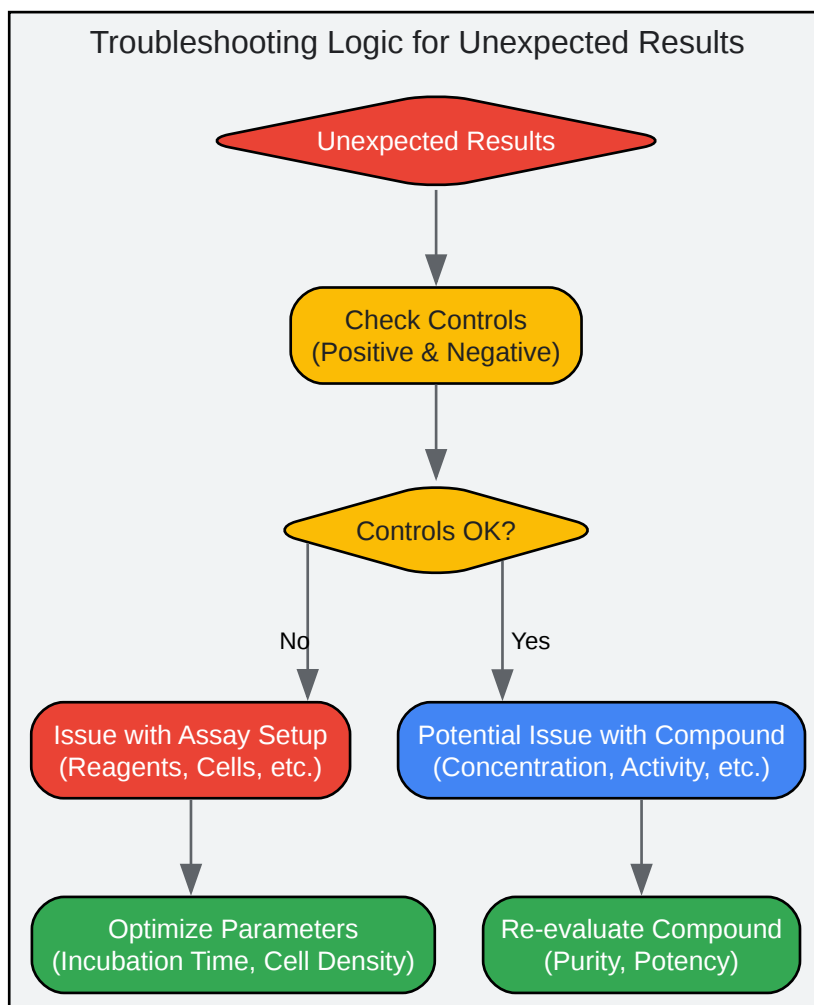 Troubleshooting Logic for Unexpected Results
Unexpected Results
Check Controls
(Positive & Negative)
Controls OK?
No
Yes
Issue with Assay Setup
(Reagents, Cells, etc.)
Potential Issue with Compound
(Concentration, Activity, etc.)
Optimize Parameters
(Incubation Time, Cell Density)
Re-evaluate Compound
(Purity, Potency)